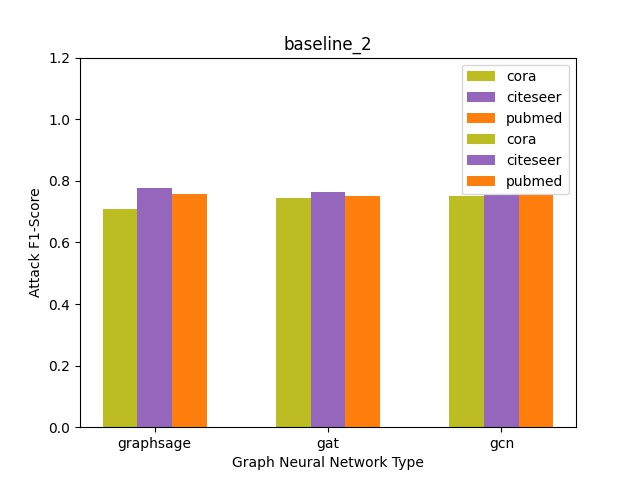 baseline_2
1.2
1.0
0.8
0.6
0.4
0.2
0.0
Attack F1-Score
cora
citeseer
pubmed
cora
citeseer
pubmed
graphsage
gat
gcn
Graph Neural Network Type